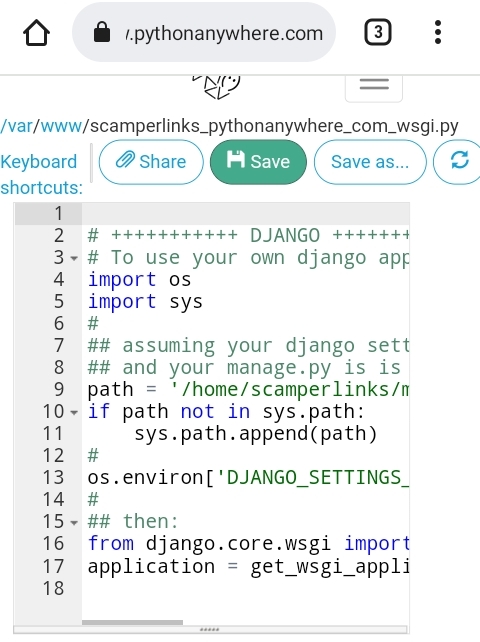 .pythonanywhere.com
3
/var/www/scamperlinks_pythonanywhere_com_wsgi.py
Keyboard shortcuts:
Share
Save
Save as...
1
2 # +++++++++++ DJANGO +++++++
3 # To use your own django app
4 import os
5 import sys
6 #
7 ## assuming your django sett
8 ## and your manage.py is is
9 path = '/home/scamperlinks/m
10 if path not in sys.path:
11     sys.path.append(path)
12 #
13 os.environ['DJANGO_SETTINGS_
14 #
15 ## then:
16 from django.core.wsgi import
17 application = get_wsgi_appli
18